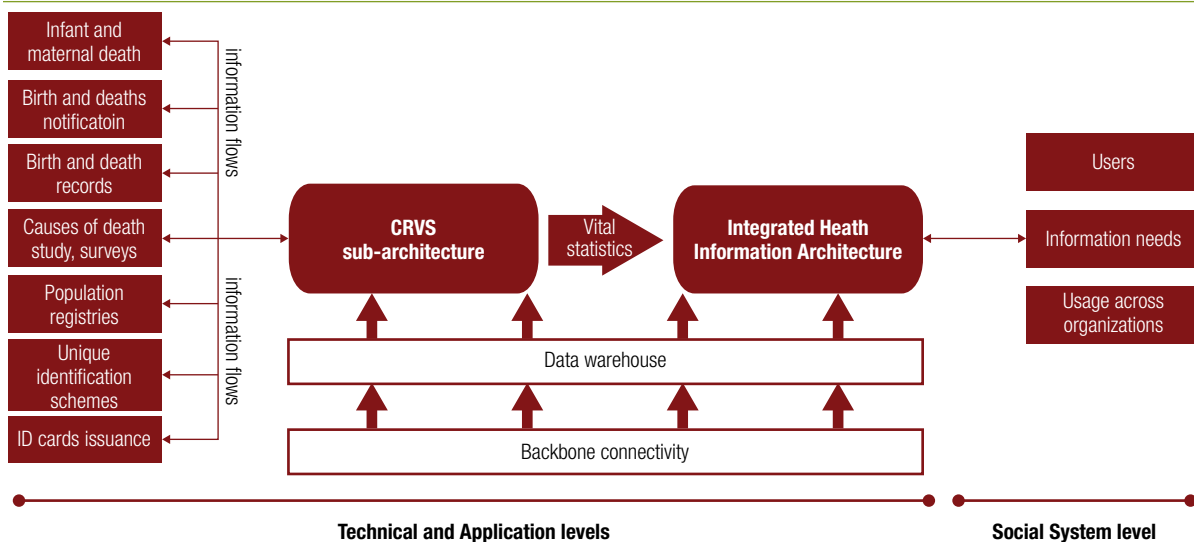 Infant and
maternal death
Birth and deaths
notificatoin
Birth and death
records
Causes of death
study, surveys
Population
registries
Unique
identification
schemes
ID cards issuance
information flows
information flows
CRVS
sub-architecture
Vital
statistics
Integrated Heath
Information Architecture
Data warehouse
Backbone connectivity
Users
Information needs
Usage across
organizations
Technical and Application levels
Social System level